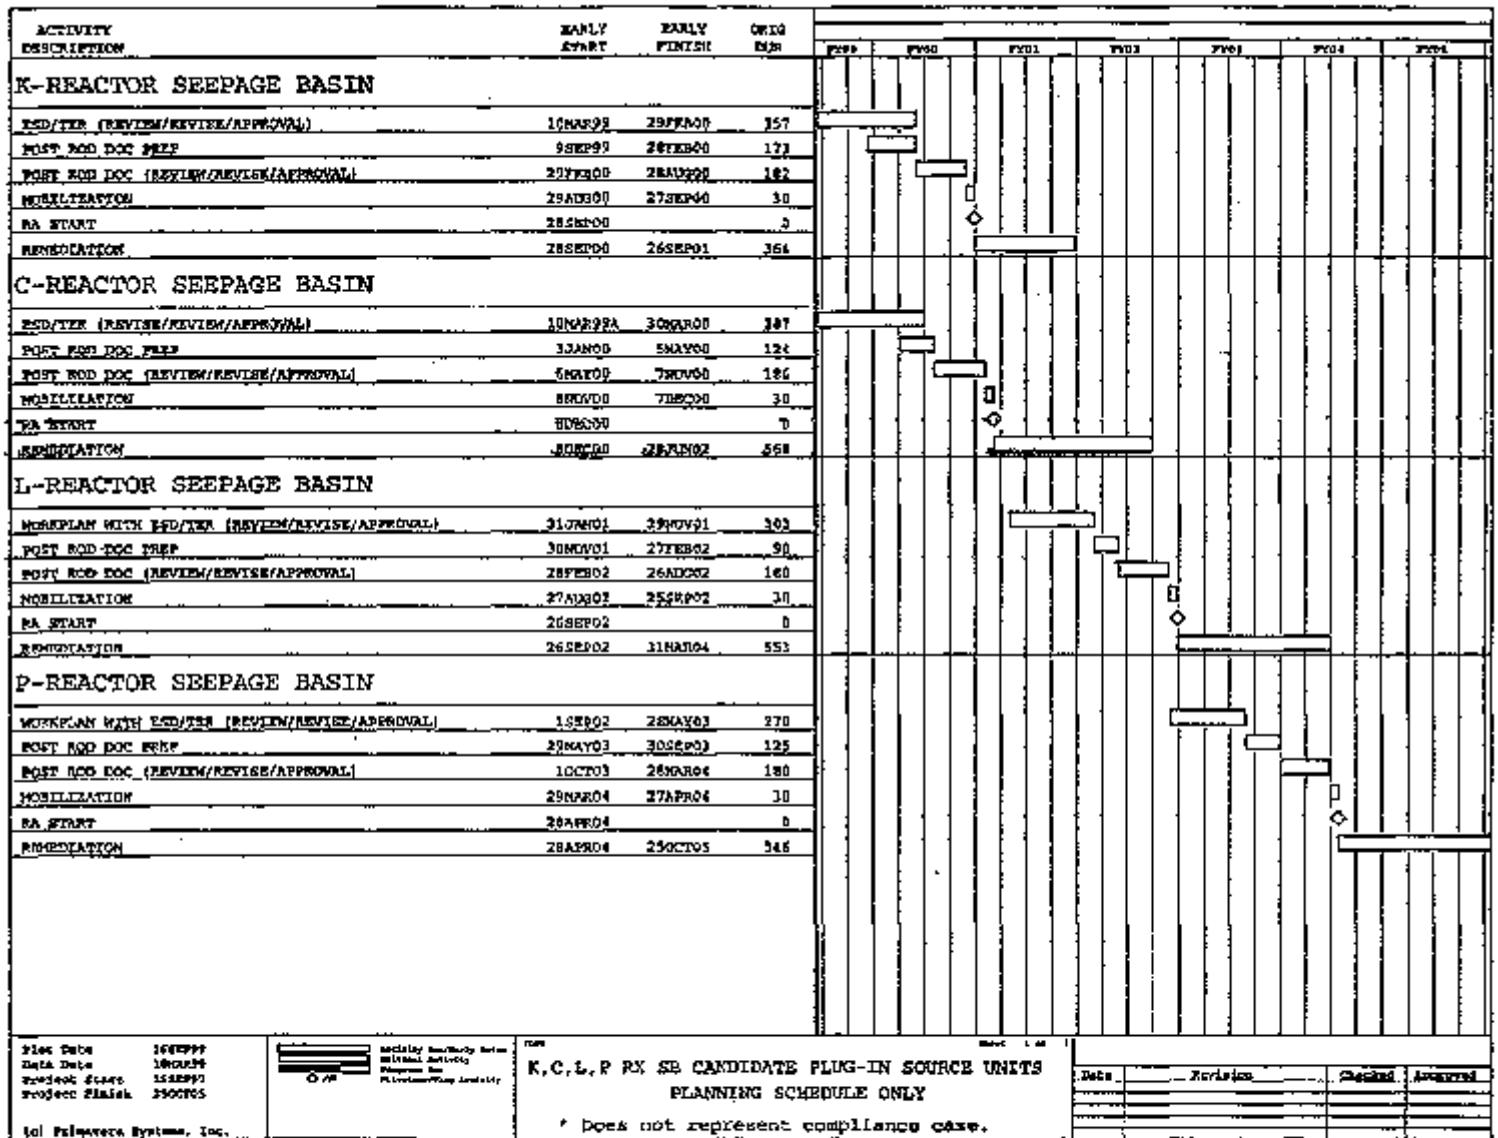 ACTIVITY EARLY EARLY ORIG
DESCRIPTION START FINISH DUR FY99 FY00 FY01 FY02 FY03 FY04
K-REACTOR SEEPAGE BASIN
ESD/TER (REVIEW/REVISE/APPROVAL) 10MAR99 29FEB00 357
POST ROD DOC PREP 9SEP99 28FEB00 173
POST ROD DOC (REVIEW/REVISE/APPROVAL) 29FEB00 28AUG00 182
MOBILIZATION 29AUG00 27SEP00 30
RA START 28SEP00 0
REMEDIATION 28SEP00 26SEP01 364
C-REACTOR SEEPAGE BASIN
ESD/TER (REVISE/REVIEW/APPROVAL) 10MAR99A 30MAR00 387
POST ROD DOC PREP 3JAN00 5MAY00 124
POST ROD DOC (REVIEW/REVISE/APPROVAL) 6MAY00 7NOV00 186
MOBILIZATION 8NOV00 7DEC00 30
RA START 8DEC00 0
REMEDIATION 8DEC00 28JUN02 568
L-REACTOR SEEPAGE BASIN
WORKPLAN WITH ESD/TER (REVIEW/REVISE/APPROVAL) 31JAN01 29NOV01 303
POST ROD DOC PREP 30NOV01 27FEB02 90
POST ROD DOC (REVIEW/REVISE/APPROVAL) 28FEB02 26AUG02 180
MOBILIZATION 27AUG02 25SEP02 30
RA START 26SEP02 0
REMEDIATION 26SEP02 31MAR04 553
P-REACTOR SEEPAGE BASIN
WORKPLAN WITH ESD/TER (REVIEW/REVISE/APPROVAL) 1SEP02 28MAY03 270
POST ROD DOC PREP 29MAY03 30SEP03 125
POST ROD DOC (REVIEW/REVISE/APPROVAL) 1OCT03 28MAR04 180
MOBILIZATION 29MAR04 27APR04 30
RA START 28APR04 0
REMEDIATION 28APR04 25OCT05 546
Plot Date
Data Date
Project Start
Project Finish 25OCT05
(c) Primavera Systems, Inc.
K,C,L,P RX SB CANDIDATE PLUG-IN SOURCE UNITS
PLANNING SCHEDULE ONLY
* Does not represent compliance case.
Date Revision Checked Approved